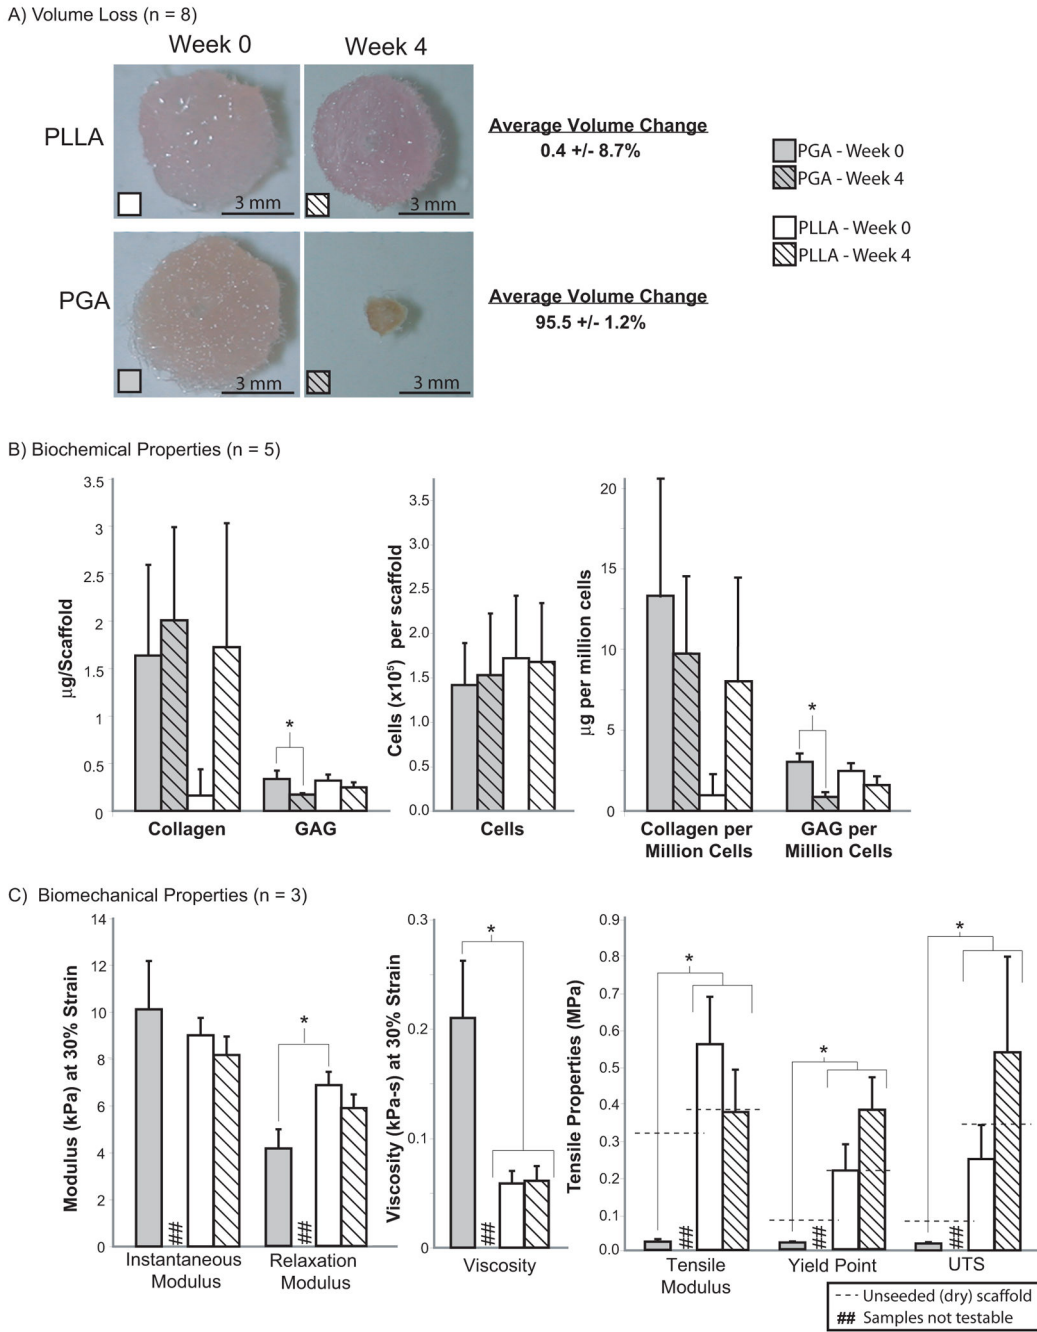 A) Volume Loss (n = 8)
Week 0
Week 4
PLLA
3 mm
3 mm
Average Volume Change
0.4 +/- 8.7%
PGA
3 mm
3 mm
Average Volume Change
95.5 +/- 1.2%
PGA - Week 0
PGA - Week 4
PLLA - Week 0
PLLA - Week 4
B) Biochemical Properties (n = 5)
µg/Scaffold
3.5
3
2.5
2
1.5
1
0.5
0
*
Collagen
GAG
Cells (x10⁵) per scaffold
3.5
3.0
2.5
2.0
1.5
1.0
0.5
0.0
Cells
µg per million cells
20
15
10
5
0
*
Collagen per
Million Cells
GAG per
Million Cells
C) Biomechanical Properties (n = 3)
Modulus (kPa) at 30% Strain
14
12
10
8
6
4
2
0
##
*
##
Instantaneous
Modulus
Relaxation
Modulus
Viscosity (kPa-s) at 30% Strain
0.3
0.2
0.1
0
*
##
Viscosity
Tensile Properties (MPa)
0.9
0.8
0.7
0.6
0.5
0.4
0.3
0.2
0.1
0.0
*
##
*
##
*
##
Tensile
Modulus
Yield Point
UTS
Unseeded (dry) scaffold
## Samples not testable